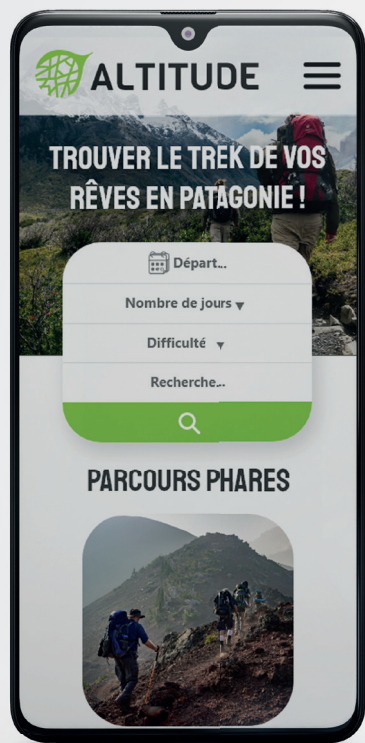 ALTITUDE
TROUVER LE TREK DE VOS
RÊVES EN PATAGONIE !
Départ...
Nombre de jours
Difficulté
Recherche...
PARCOURS PHARES